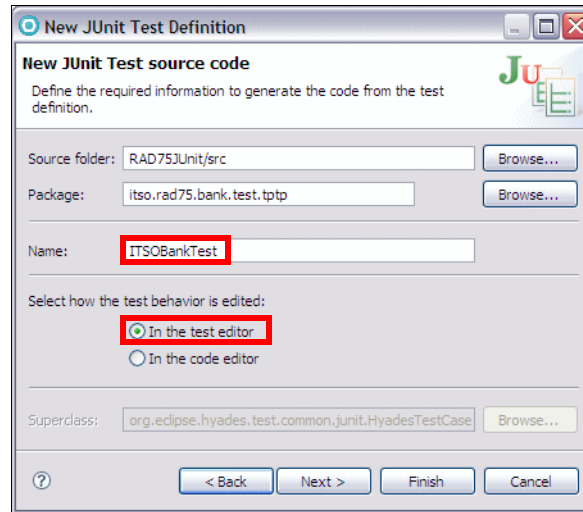 New JUnit Test Definition
New JUnit Test source code
Define the required information to generate the code from the test
definition.
JU
Source folder: RAD75JUnit/src Browse...
Package: itso.rad75.bank.test.tptp Browse...
Name: ITSOBankTest
Select how the test behavior is edited:
In the test editor
In the code editor
Superclass: org.eclipse.hyades.test.common.junit.HyadesTestCase Browse...
? < Back Next > Finish Cancel